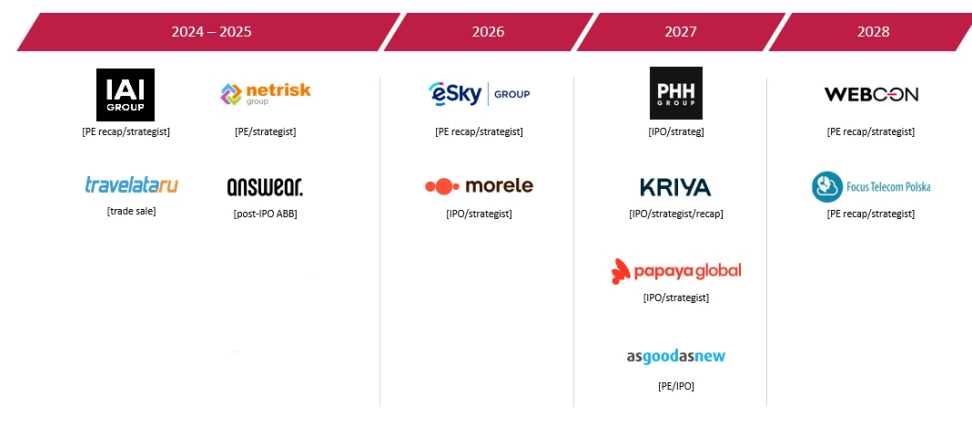 2024 – 2025
2026
2027
2028
IAI
GROUP
[PE recap/strategist]
netrisk
group
[PE/strategist]
travelataru
[trade sale]
answear.
[post-IPO ABB]
eSky GROUP
[PE recap/strategist]
morele
[IPO/strategist]
PHH
GROUP
[IPO/strateg]
KRIYA
[IPO/strategist/recap]
papaya global
[IPO/strategist]
asgoodasnew
[PE/IPO]
WEBCON
[PE recap/strategist]
Focus Telecom Polska
[PE recap/strategist]